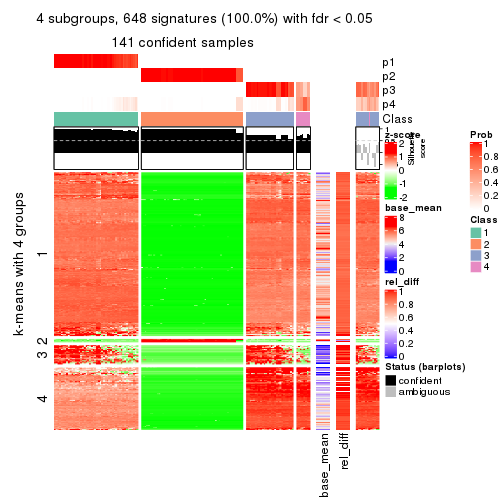 4 subgroups, 648 signatures (100.0%) with fdr < 0.05
141 confident samples
p1
p2
p3
p4
Class
1
Silhouette
score
z-score
2
1
0
-1
-2
base_mean
8
6
4
2
0
rel_diff
1
0.8
0.6
0.4
0.2
0
Status (barplots)
confident
ambiguous
Prob
1
0.8
0.6
0.4
0.2
0
Class
1
2
3
4
k-means with 4 groups
1
2
3
4
base_mean
rel_diff